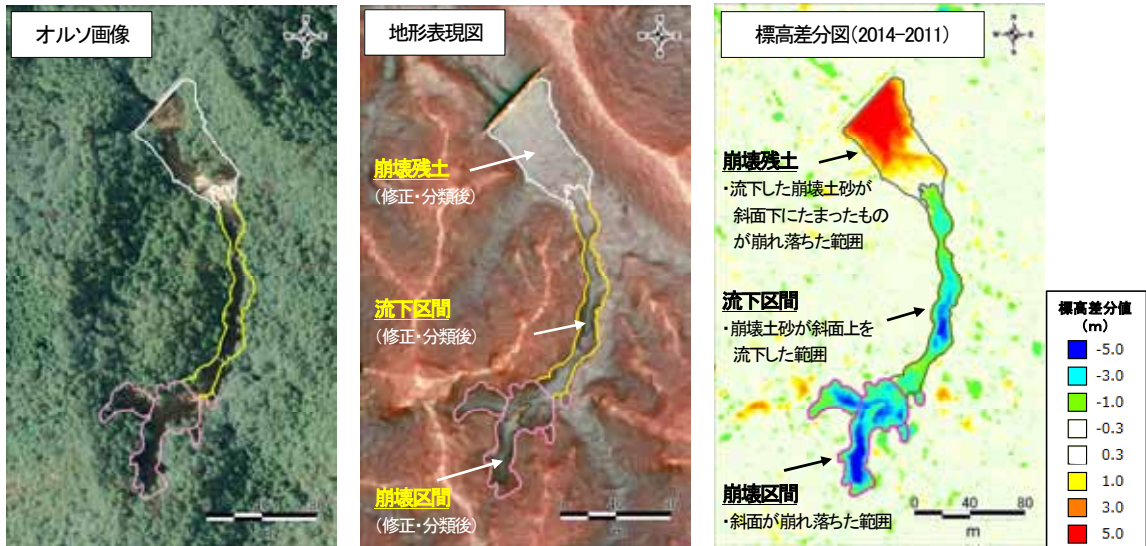 オルソ画像
地形表現図
崩壊残土
(修正・分類後)
流下区間
(修正・分類後)
崩壊区間
(修正・分類後)
標高差分図(2014-2011)
崩壊残土
・流下した崩壊土砂が
斜面下にたまったもの
が崩れ落ちた範囲
流下区間
・崩壊土砂が斜面上を
流下した範囲
崩壊区間
・斜面が崩れ落ちた範囲
0 40 80
m
標高差分値
(m)
-5.0
-3.0
-1.0
-0.3
0.3
1.0
3.0
5.0